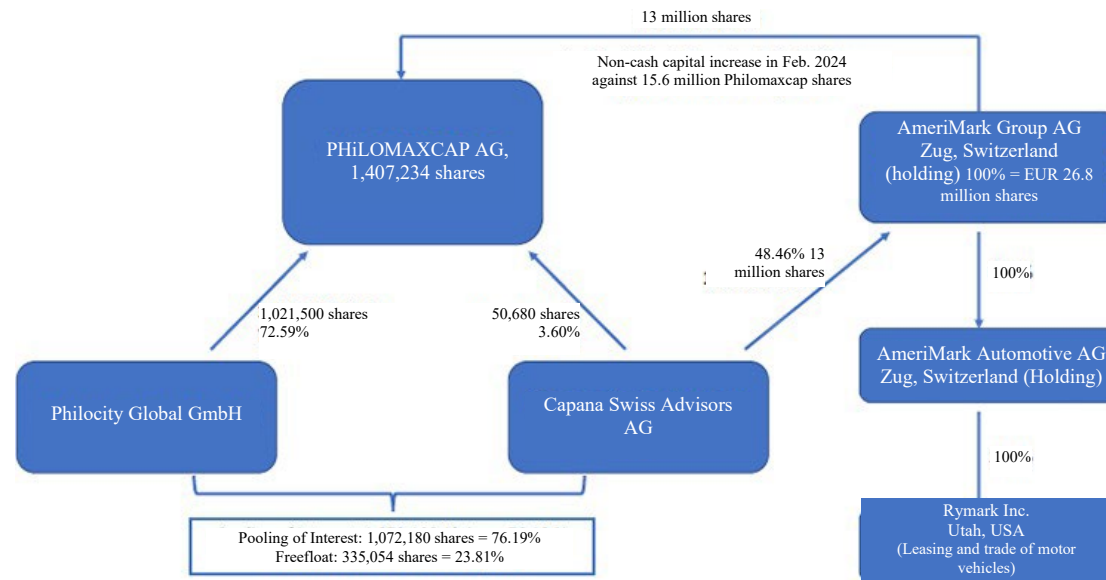 13 million shares
Non-cash capital increase in Feb. 2024
against 15.6 million Philomaxcap shares
PHiLOMAXCAP AG,
1,407,234 shares
AmeriMark Group AG
Zug, Switzerland
(holding) 100% = EUR 26.8
million shares
48.46% 13
million shares
100%
1,021,500 shares
72.59%
50,680 shares
3.60%
AmeriMark Automotive AG
Zug, Switzerland (Holding)
Philocity Global GmbH
Capana Swiss Advisors
AG
100%
Rymark Inc.
Utah, USA
(Leasing and trade of motor
vehicles)
Pooling of Interest: 1,072,180 shares = 76.19%
Freefloat: 335,054 shares = 23.81%